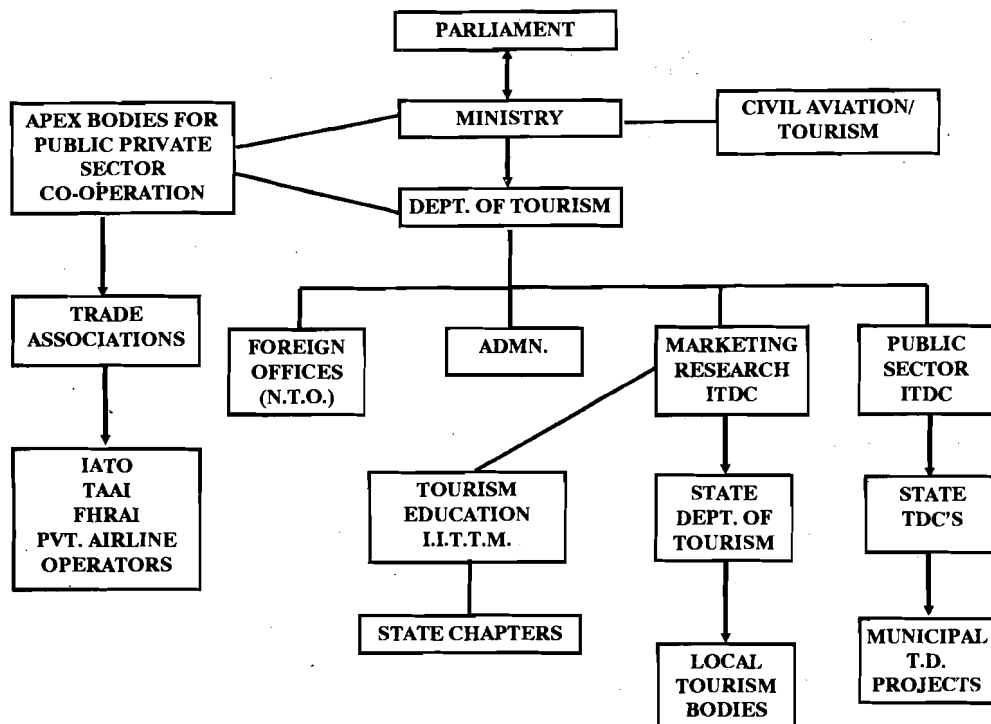 PARLIAMENT
MINISTRY
CIVIL AVIATION/
TOURISM
APEX BODIES FOR
PUBLIC PRIVATE
SECTOR
CO-OPERATION
DEPT. OF TOURISM
TRADE
ASSOCIATIONS
FOREIGN
OFFICES
(N.T.O.)
ADMN.
MARKETING
RESEARCH
ITDC
PUBLIC
SECTOR
ITDC
IATO
TAAI
FHRAI
PVT. AIRLINE
OPERATORS
TOURISM
EDUCATION
I.I.T.T.M.
STATE
DEPT. OF
TOURISM
STATE
TDC'S
STATE CHAPTERS
LOCAL
TOURISM
BODIES
MUNICIPAL
T.D.
PROJECTS